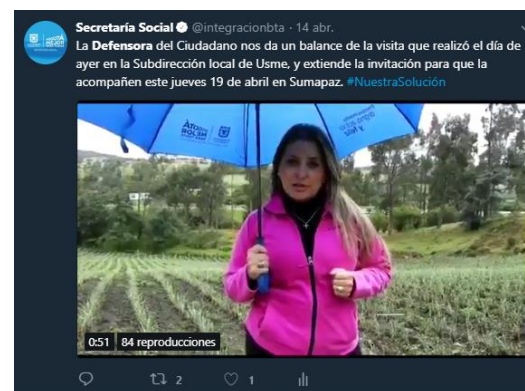 Secretaría Social @integracionbta · 14 abr.
La Defensora del Ciudadano nos da un balance de la visita que realizó el día de
ayer en la Subdirección local de Usme, y extiende la invitación para que la
acompañen este jueves 19 de abril en Sumapaz. #NuestraSolución
BOGOTÁ
MEJOR
0:51 84 reproducciones
2 1